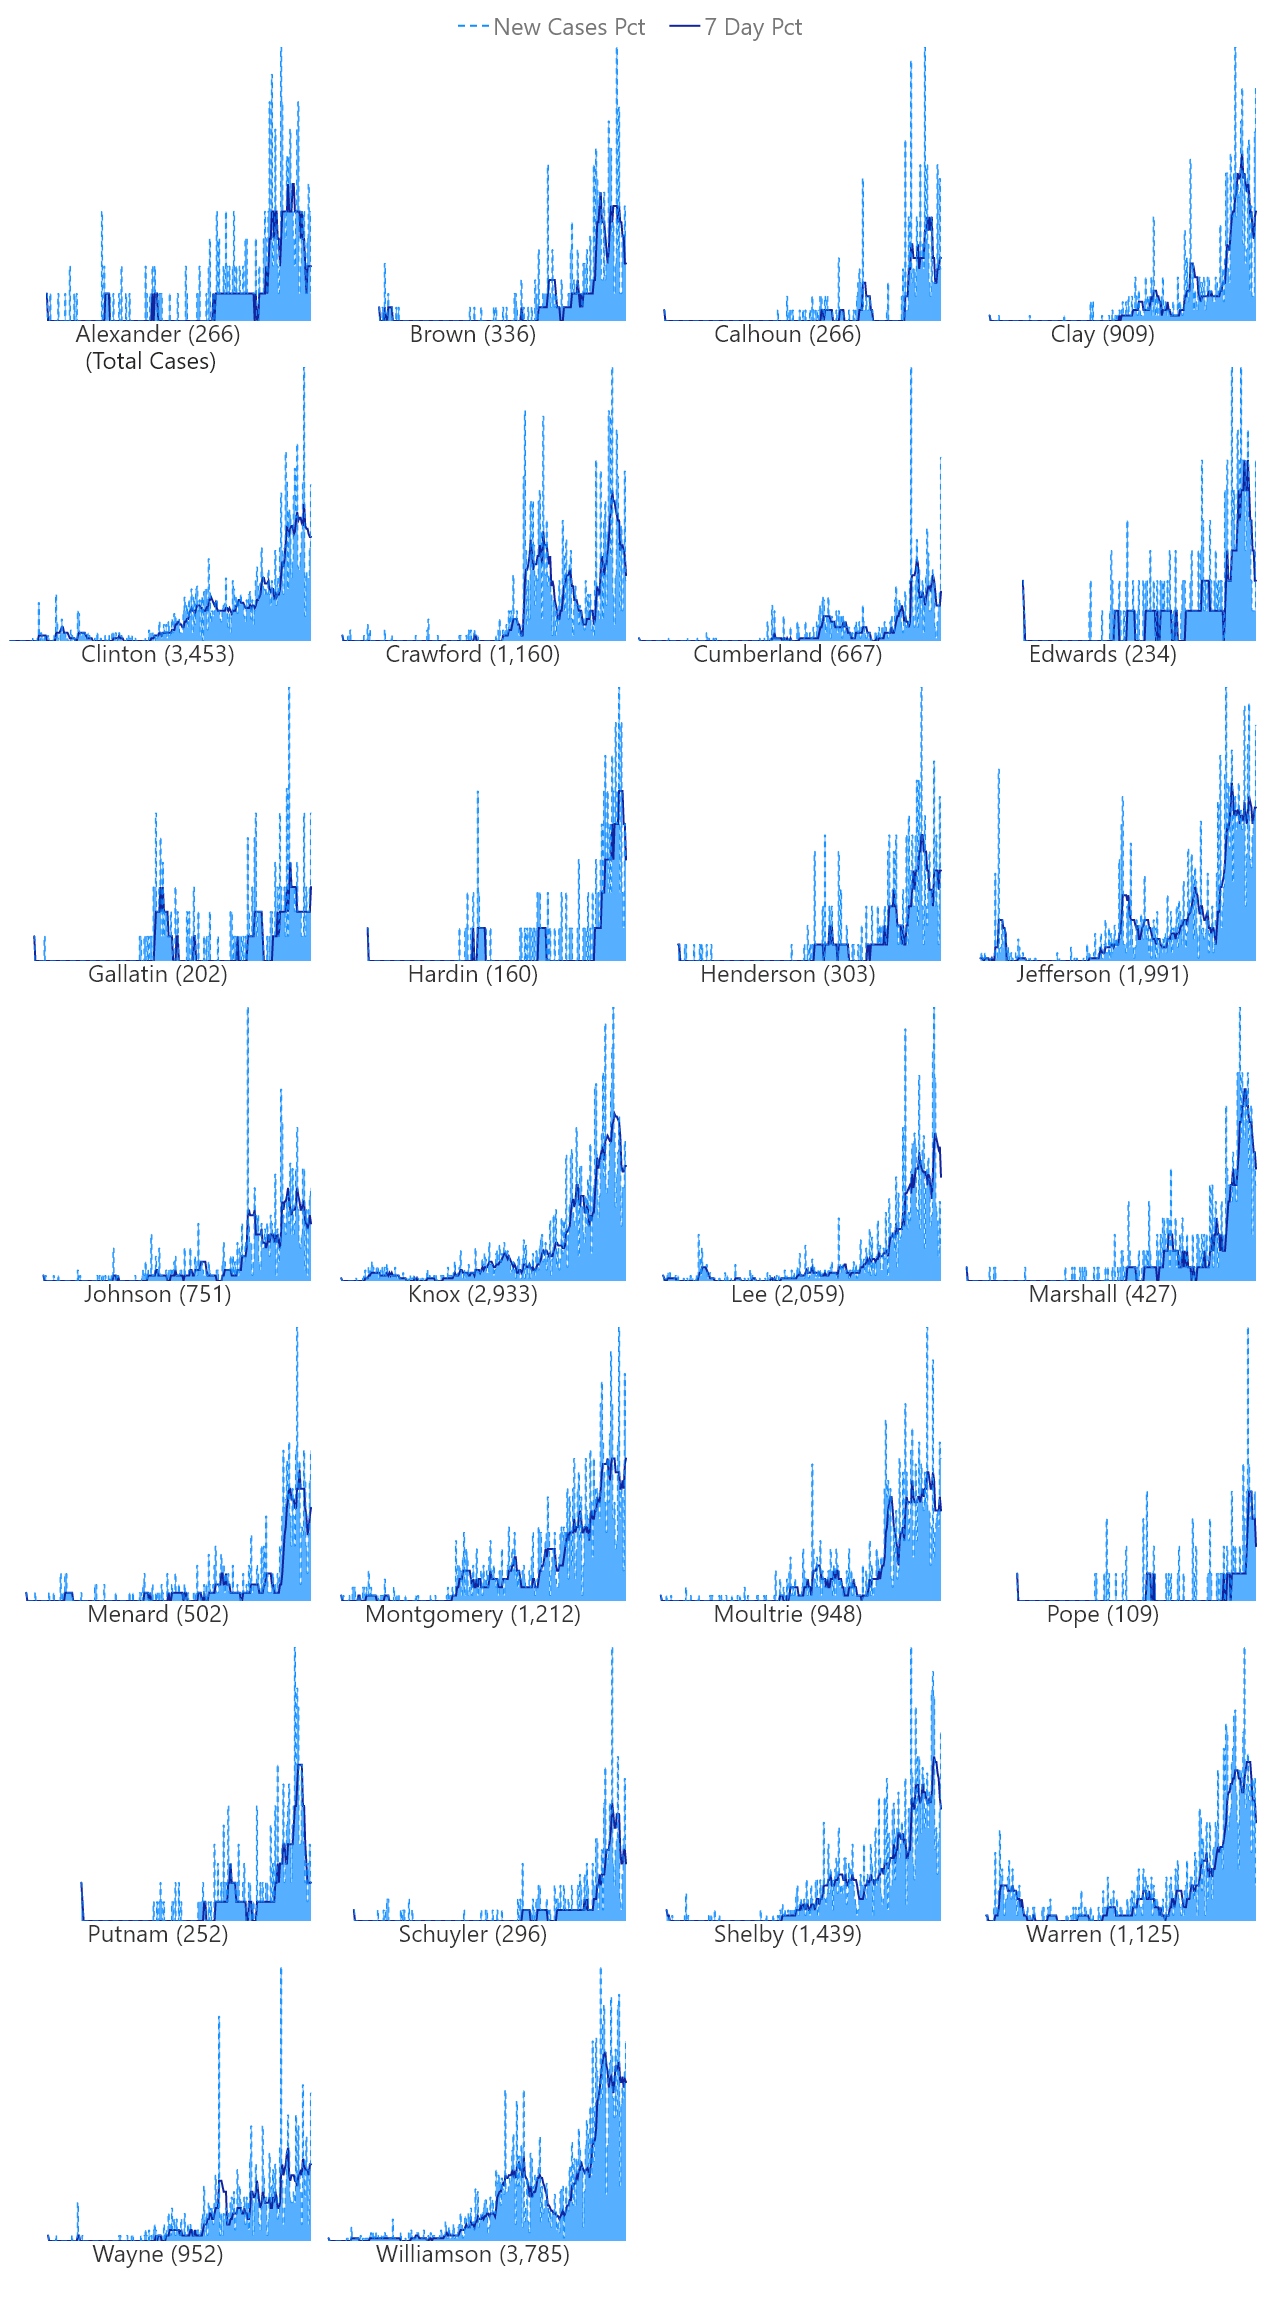 New Cases Pct 7 Day Pct
Alexander (266) Brown (336) Calhoun (266) Clay (909)
(Total Cases)
Clinton (3,453) Crawford (1,160) Cumberland (667) Edwards (234)
Gallatin (202) Hardin (160) Henderson (303) Jefferson (1,991)
Johnson (751) Knox (2,933) Lee (2,059) Marshall (427)
Menard (502) Montgomery (1,212) Moultrie (948) Pope (109)
Putnam (252) Schuyler (296) Shelby (1,439) Warren (1,125)
Wayne (952) Williamson (3,785)